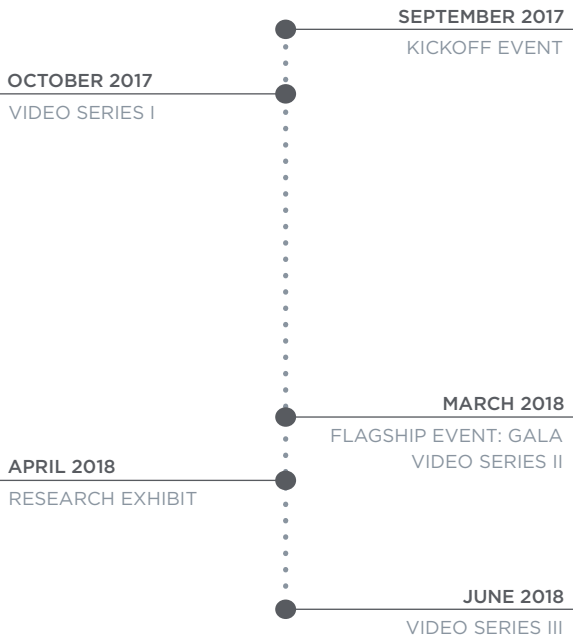 SEPTEMBER 2017
KICKOFF EVENT
OCTOBER 2017
VIDEO SERIES I
MARCH 2018
FLAGSHIP EVENT: GALA
VIDEO SERIES II
APRIL 2018
RESEARCH EXHIBIT
JUNE 2018
VIDEO SERIES III